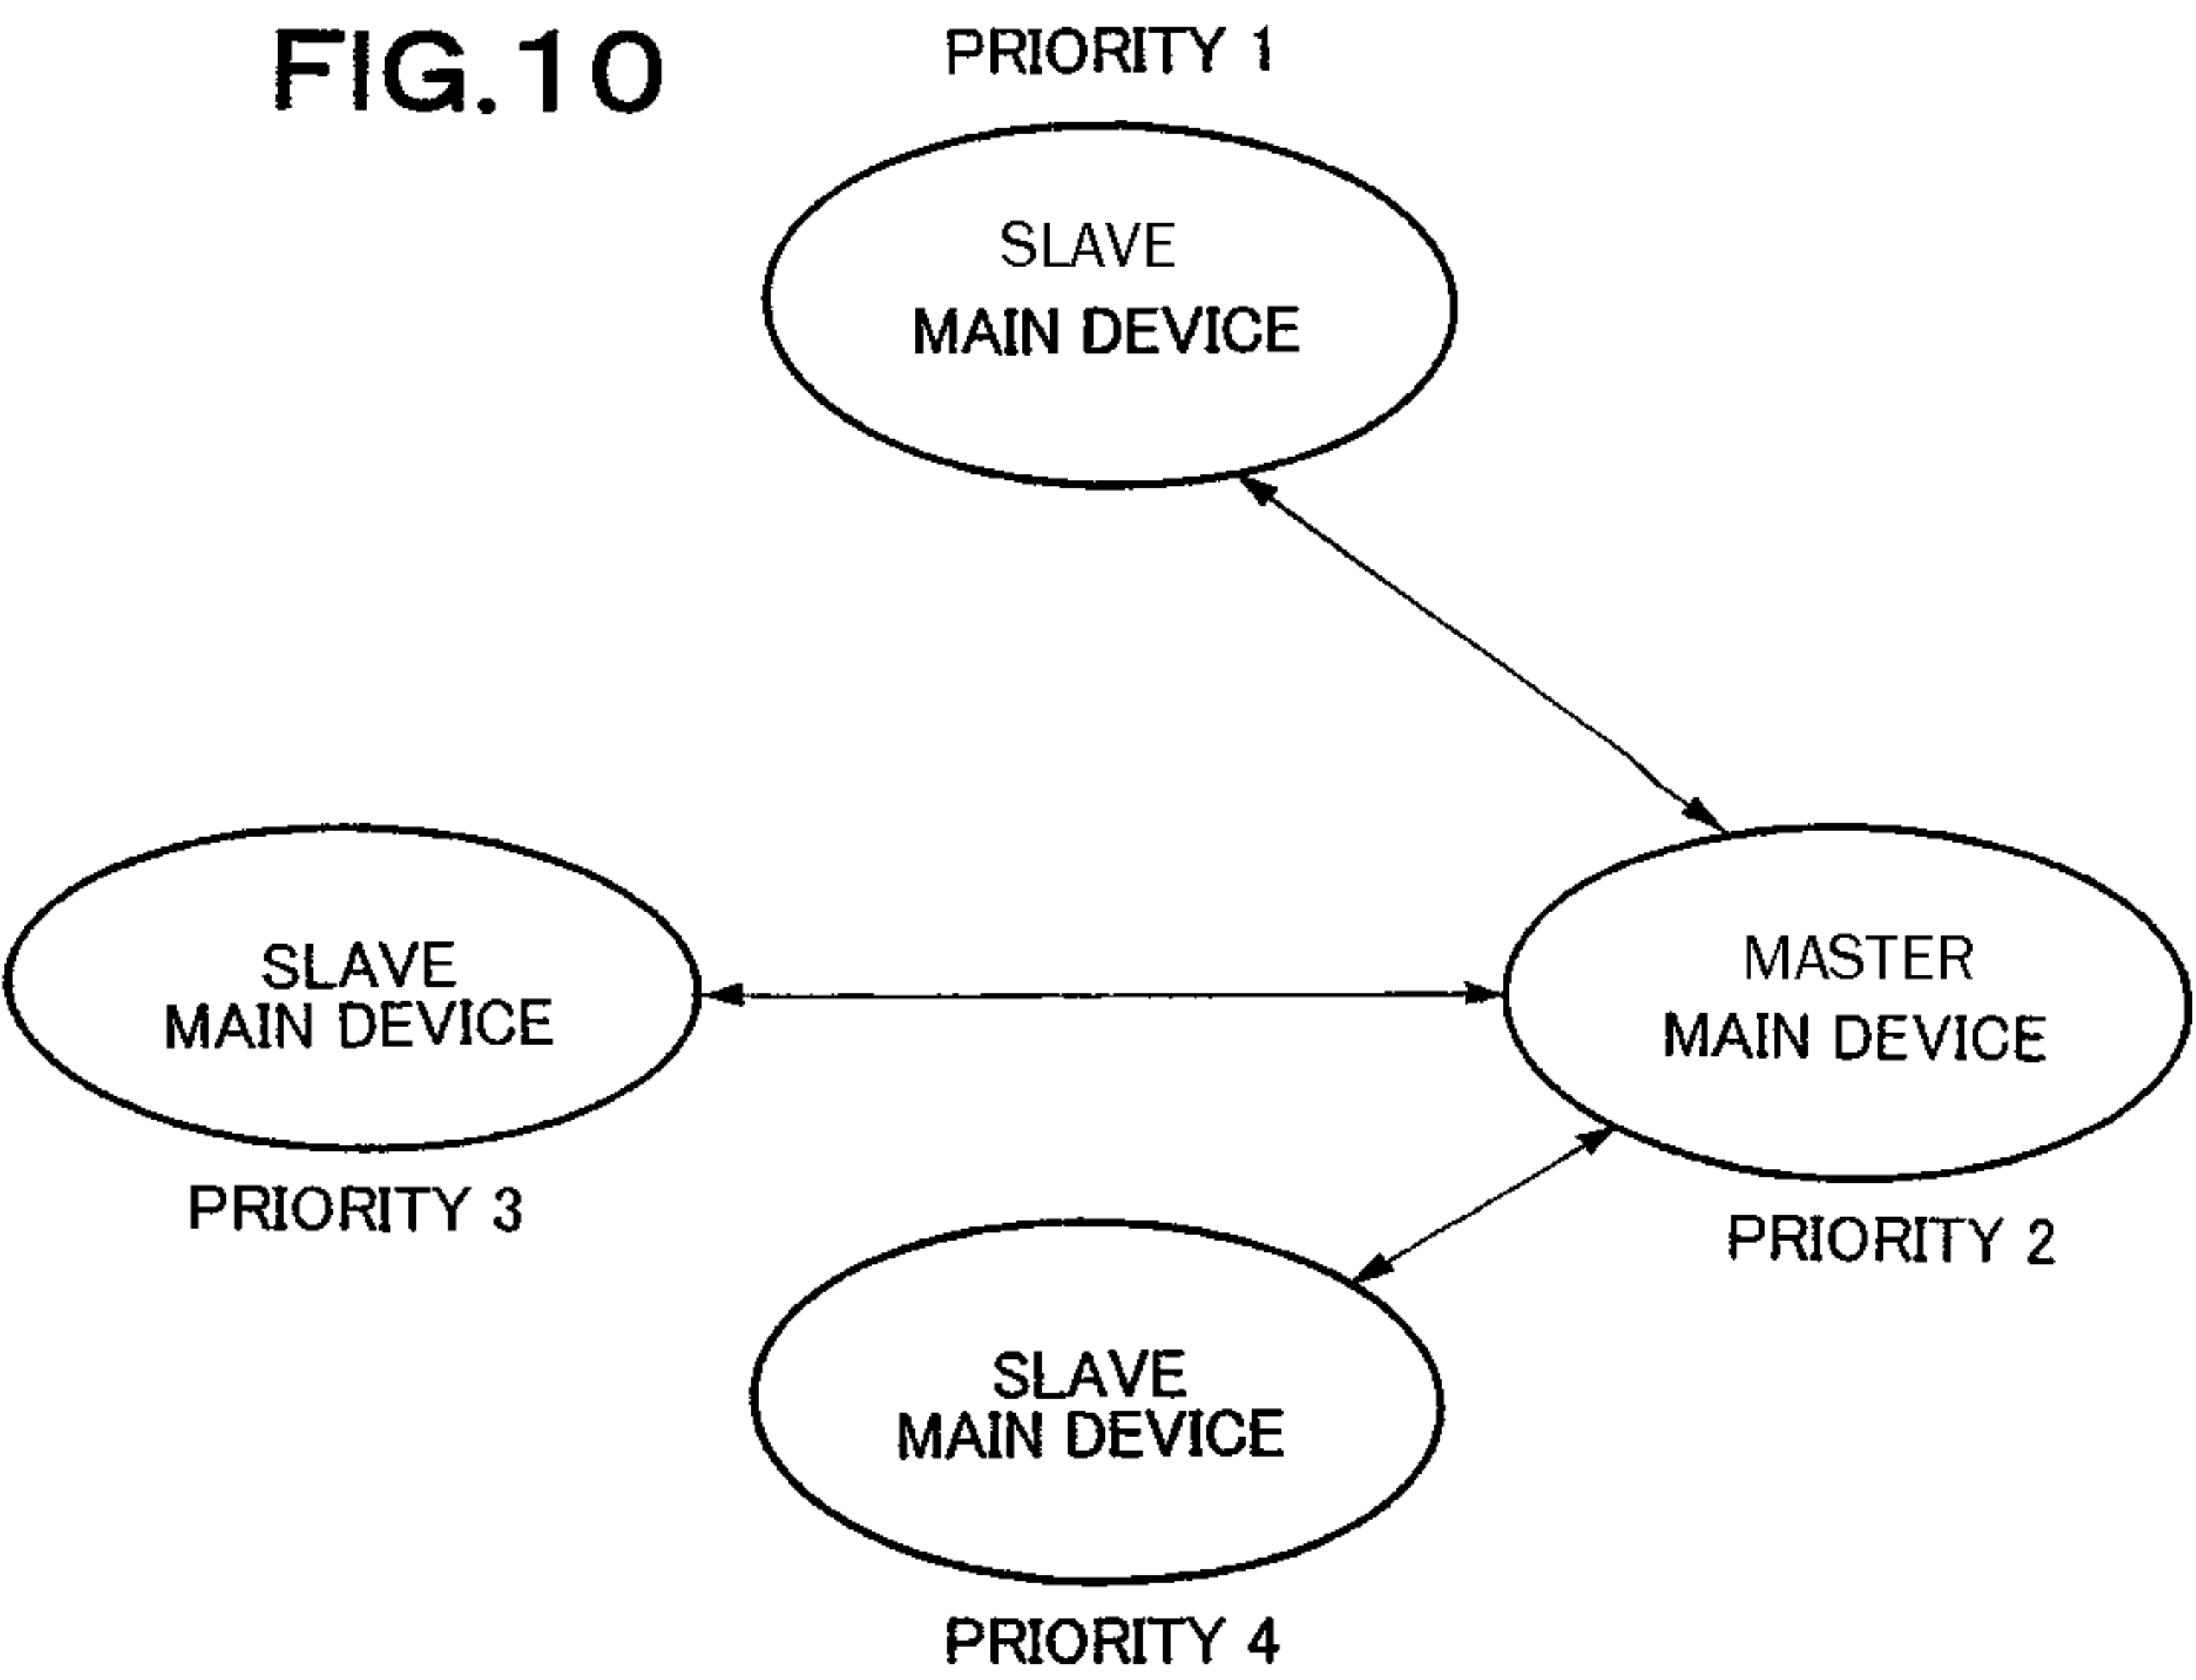 FIG.10
PRIORITY 1
SLAVE
MAIN DEVICE
SLAVE
MAIN DEVICE
PRIORITY 3
MASTER
MAIN DEVICE
PRIORITY 2
SLAVE
MAIN DEVICE
PRIORITY 4